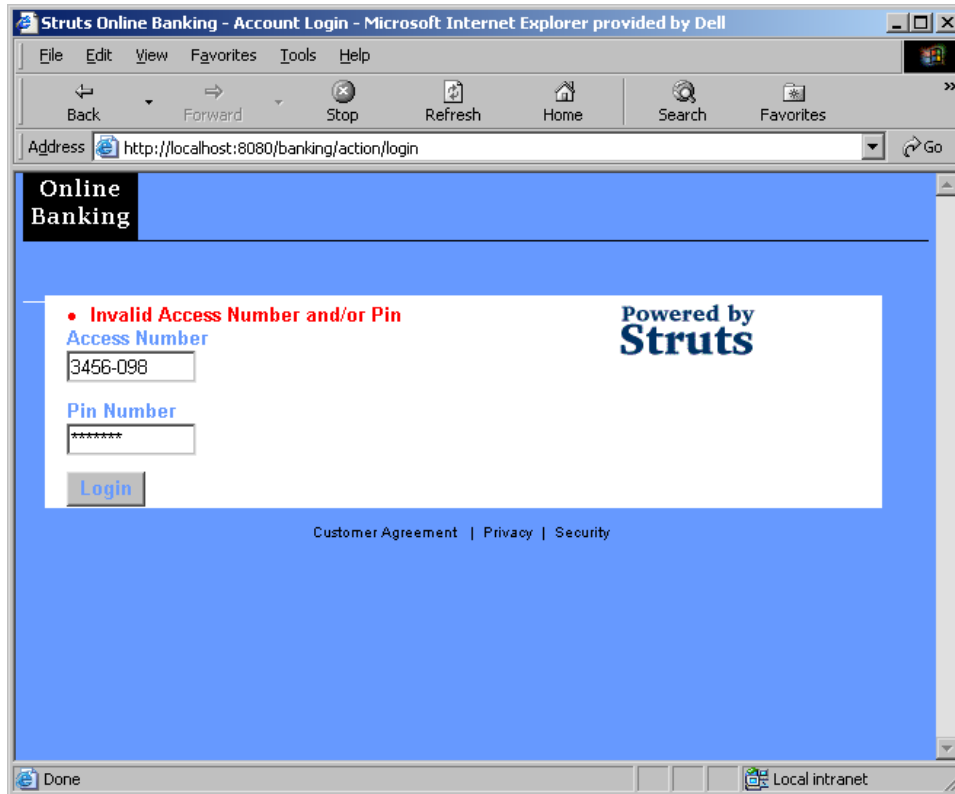 Struts Online Banking - Account Login - Microsoft Internet Explorer provided by Dell
File Edit View Favorites Tools Help
Back Forward Stop Refresh Home Search Favorites »
Address http://localhost:8080/banking/action/login Go
Online
Banking
• Invalid Access Number and/or Pin
Powered by
Struts
Access Number
3456-098
Pin Number
*******
Login
Customer Agreement | Privacy | Security
Done Local intranet